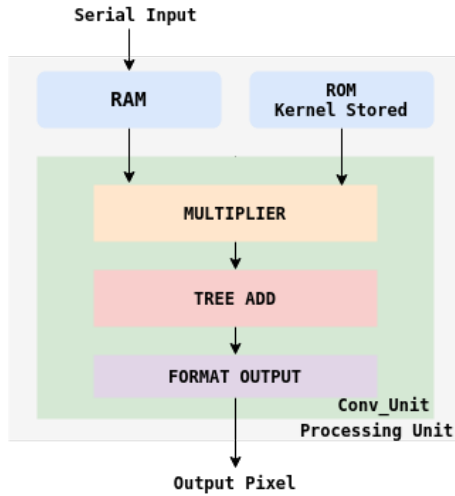 Serial Input
RAM
ROM
Kernel Stored
MULTIPLIER
TREE ADD
FORMAT OUTPUT
Conv_Unit
Processing Unit
Output Pixel